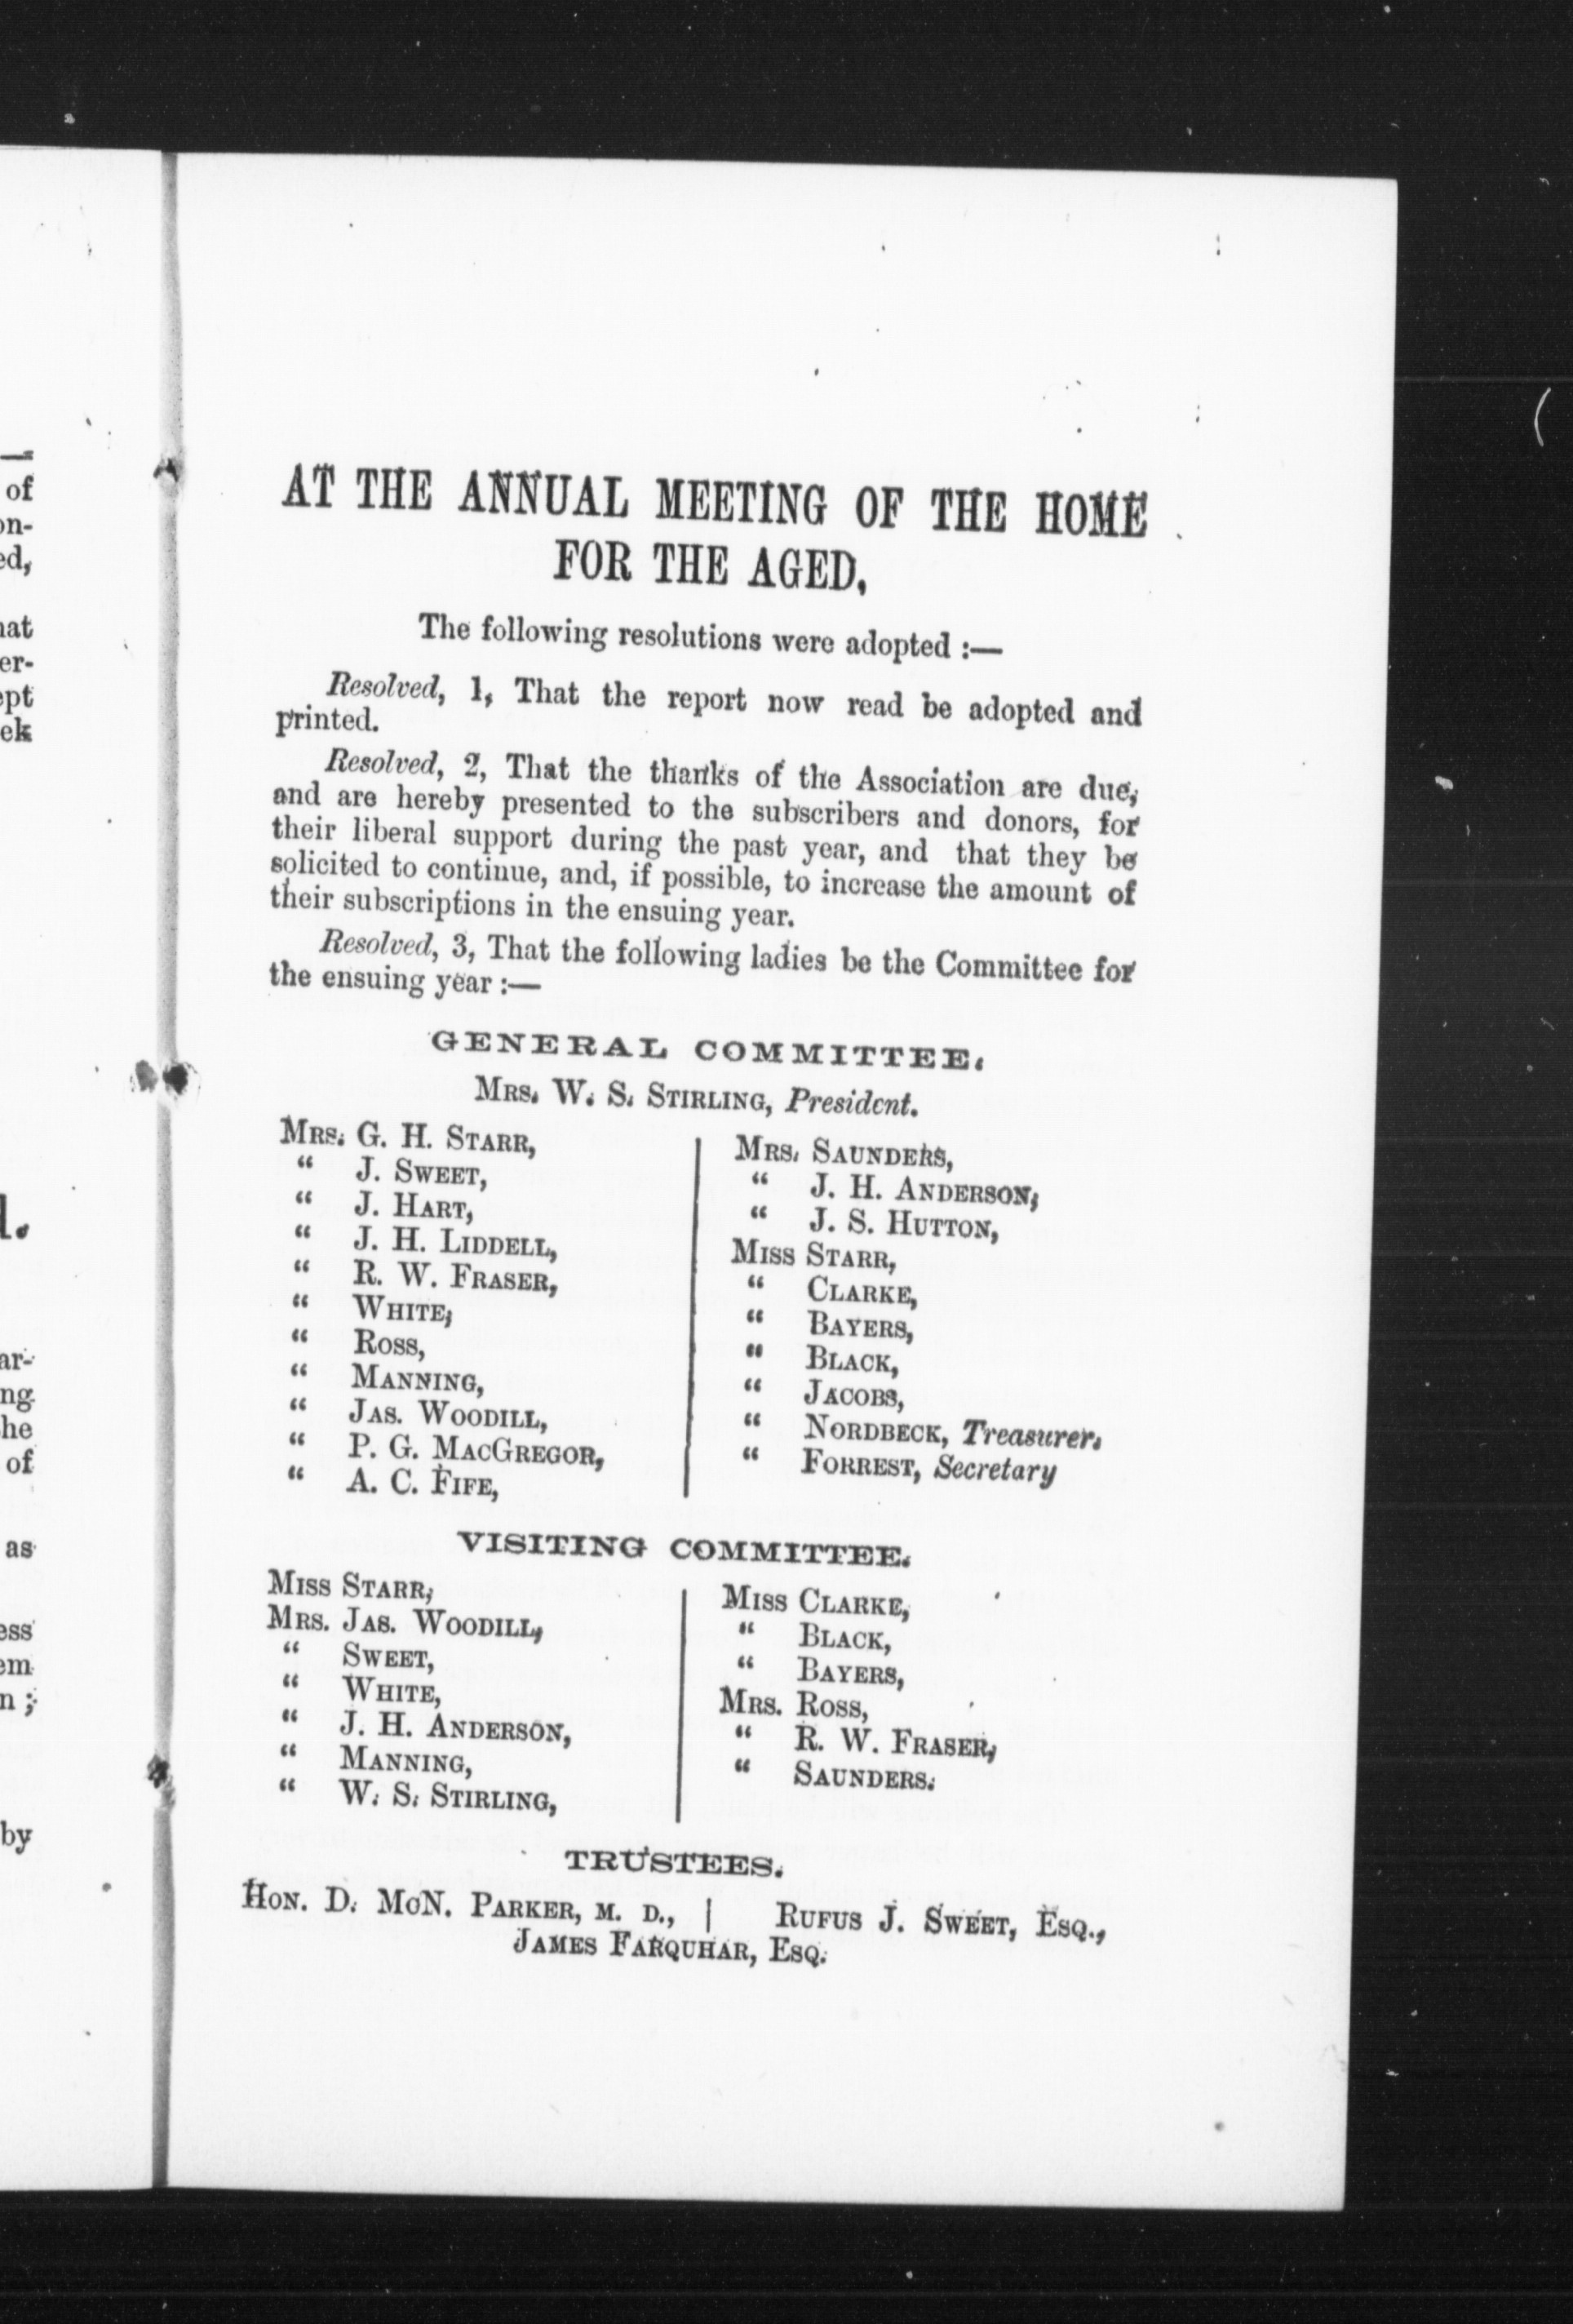 AT THE ANNUAL MEETING OF THE HOME
FOR THE AGED,
The following resolutions were adopted :—
Resolved, 1, That the report now read be adopted and
printed.
Resolved, 2, That the thanks of the Association are due,
and are hereby presented to the subscribers and donors, for
their liberal support during the past year, and that they be
solicited to continue, and, if possible, to increase the amount of
their subscriptions in the ensuing year.
Resolved, 3, That the following ladies be the Committee for
the ensuing year :—
GENERAL COMMITTEE.
MRS. W. S. STIRLING, President.
MRS. G. H. STARR,
“ J. SWEET,
“ J. HART,
“ J. H. LIDDELL,
“ R. W. FRASER,
“ WHITE,
“ ROSS,
“ MANNING,
“ JAS. WOODILL,
“ P. G. MACGREGOR,
“ A. C. FIFE,
MRS. SAUNDERS,
“ J. H. ANDERSON,
“ J. S. HUTTON,
MISS STARR,
“ CLARKE,
“ BAYERS,
“ BLACK,
“ JACOBS,
“ NORDBECK, Treasurer.
“ FORREST, Secretary
VISITING COMMITTEE.
MISS STARR,
MRS. JAS. WOODILL,
“ SWEET,
“ WHITE,
“ J. H. ANDERSON,
“ MANNING,
“ W. S. STIRLING,
MISS CLARKE,
“ BLACK,
“ BAYERS,
MRS. ROSS,
“ R. W. FRASER,
“ SAUNDERS.
TRUSTEES.
HON. D. McN. PARKER, M. D., | RUFUS J. SWEET, ESQ.,
JAMES FARQUHAR, ESQ.
of
on-
ed,
hat
er-
ept
ek
l.
ar-
ng
he
of
as
ess
em
n ;
by